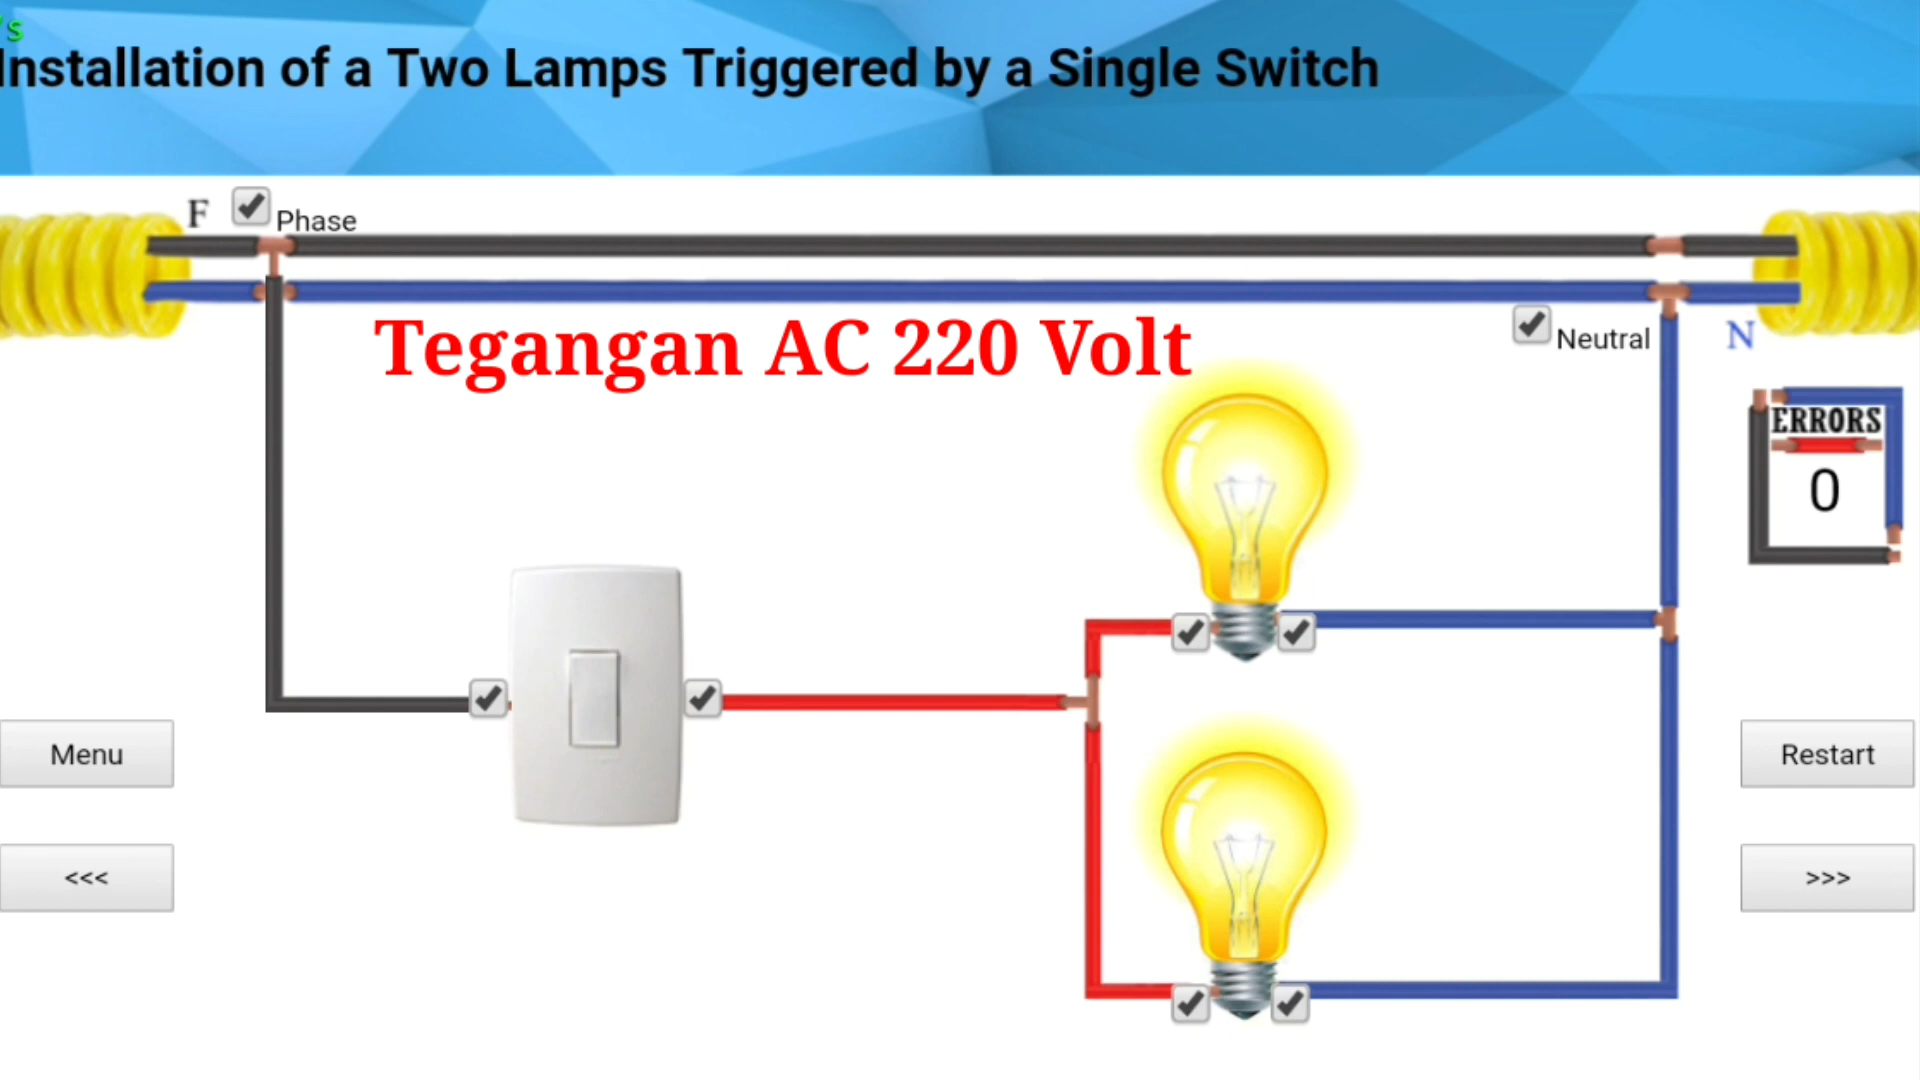 's
Installation of a Two Lamps Triggered by a Single Switch
F
Phase
Tegangan AC 220 Volt
Neutral
N
ERRORS
0
Menu
Restart
<<<
>>>